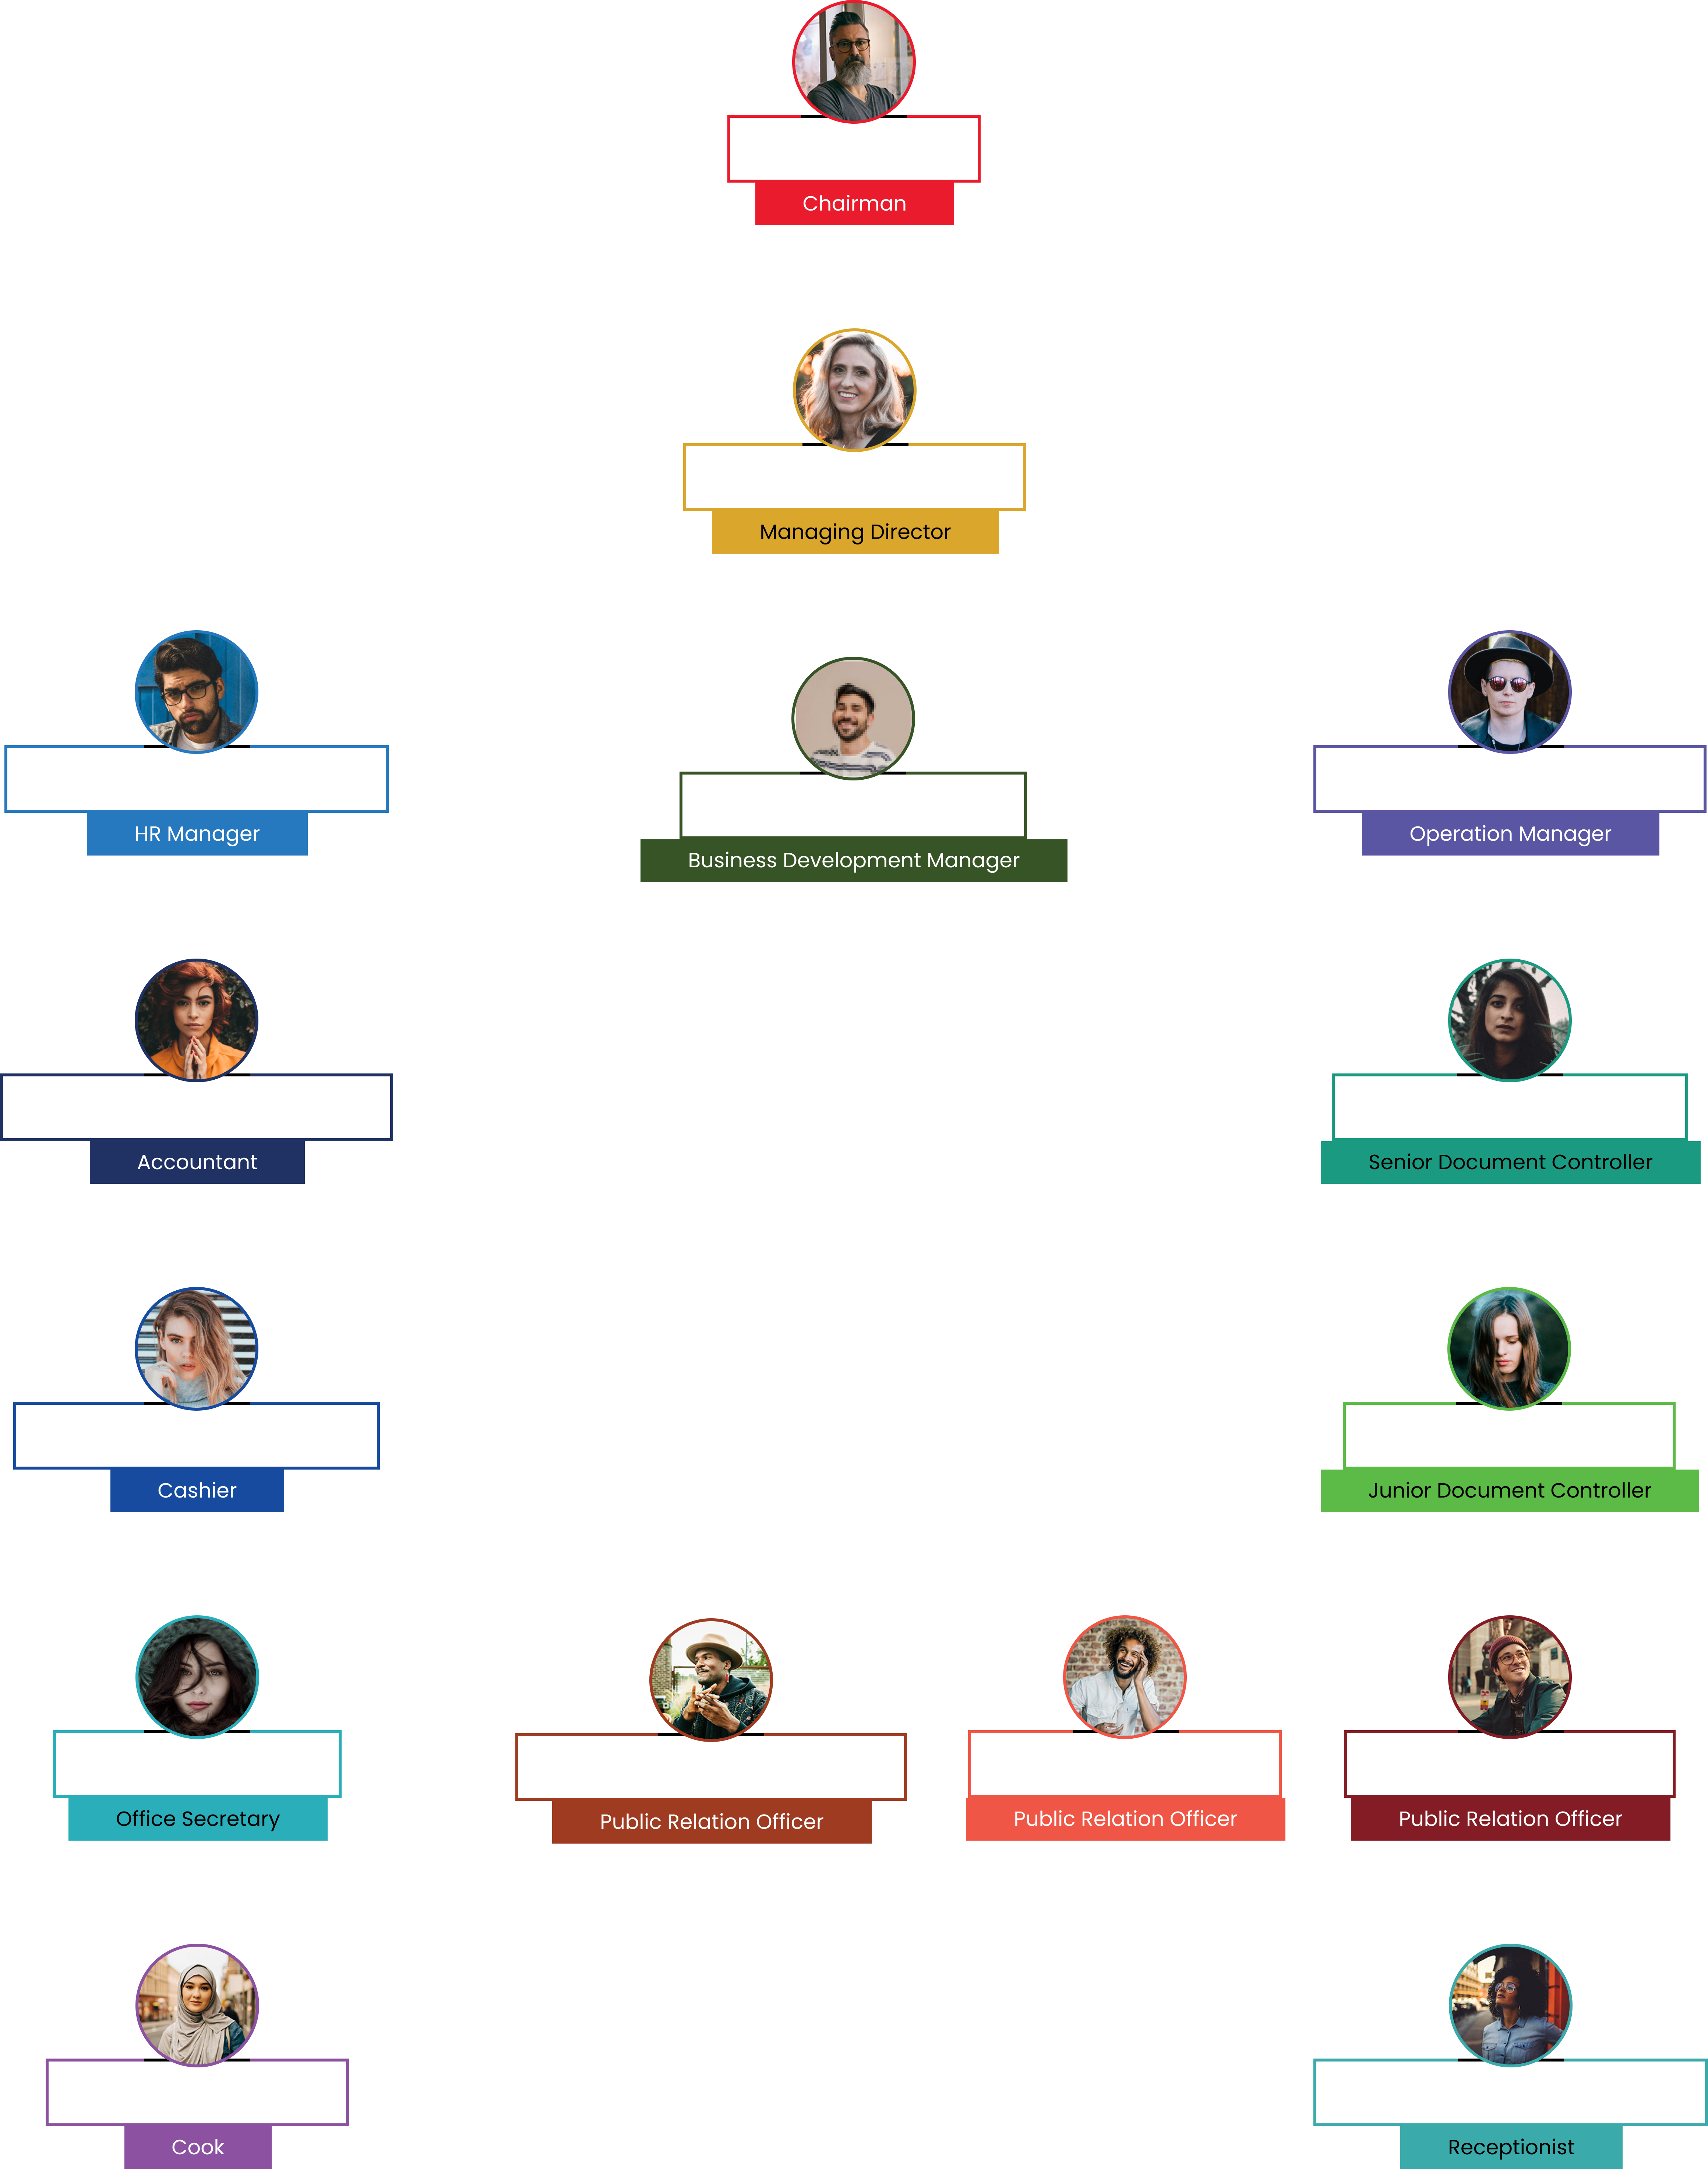 Chairman
Managing Director
HR Manager
Business Development Manager
Operation Manager
Accountant
Senior Document Controller
Cashier
Junior Document Controller
Office Secretary
Public Relation Officer
Public Relation Officer
Public Relation Officer
Cook
Receptionist